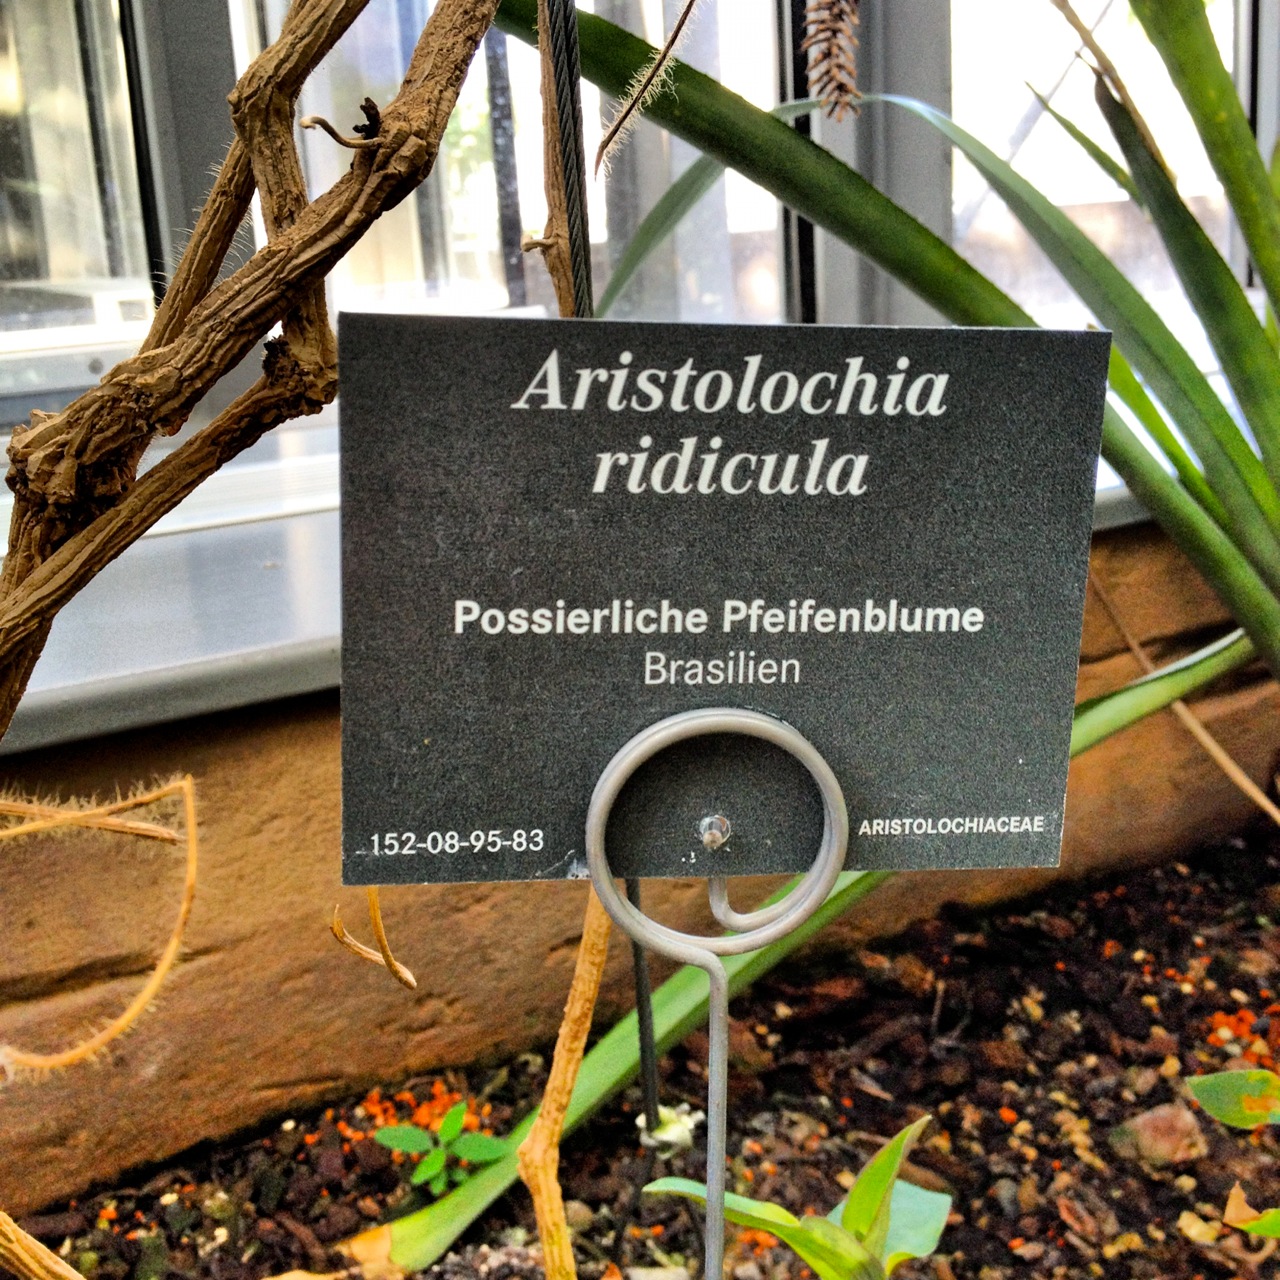 Aristolochia
ridicula
Possierliche Pfeifenblume
Brasilien
152-08-95-83
ARISTOLOCHIACEAE